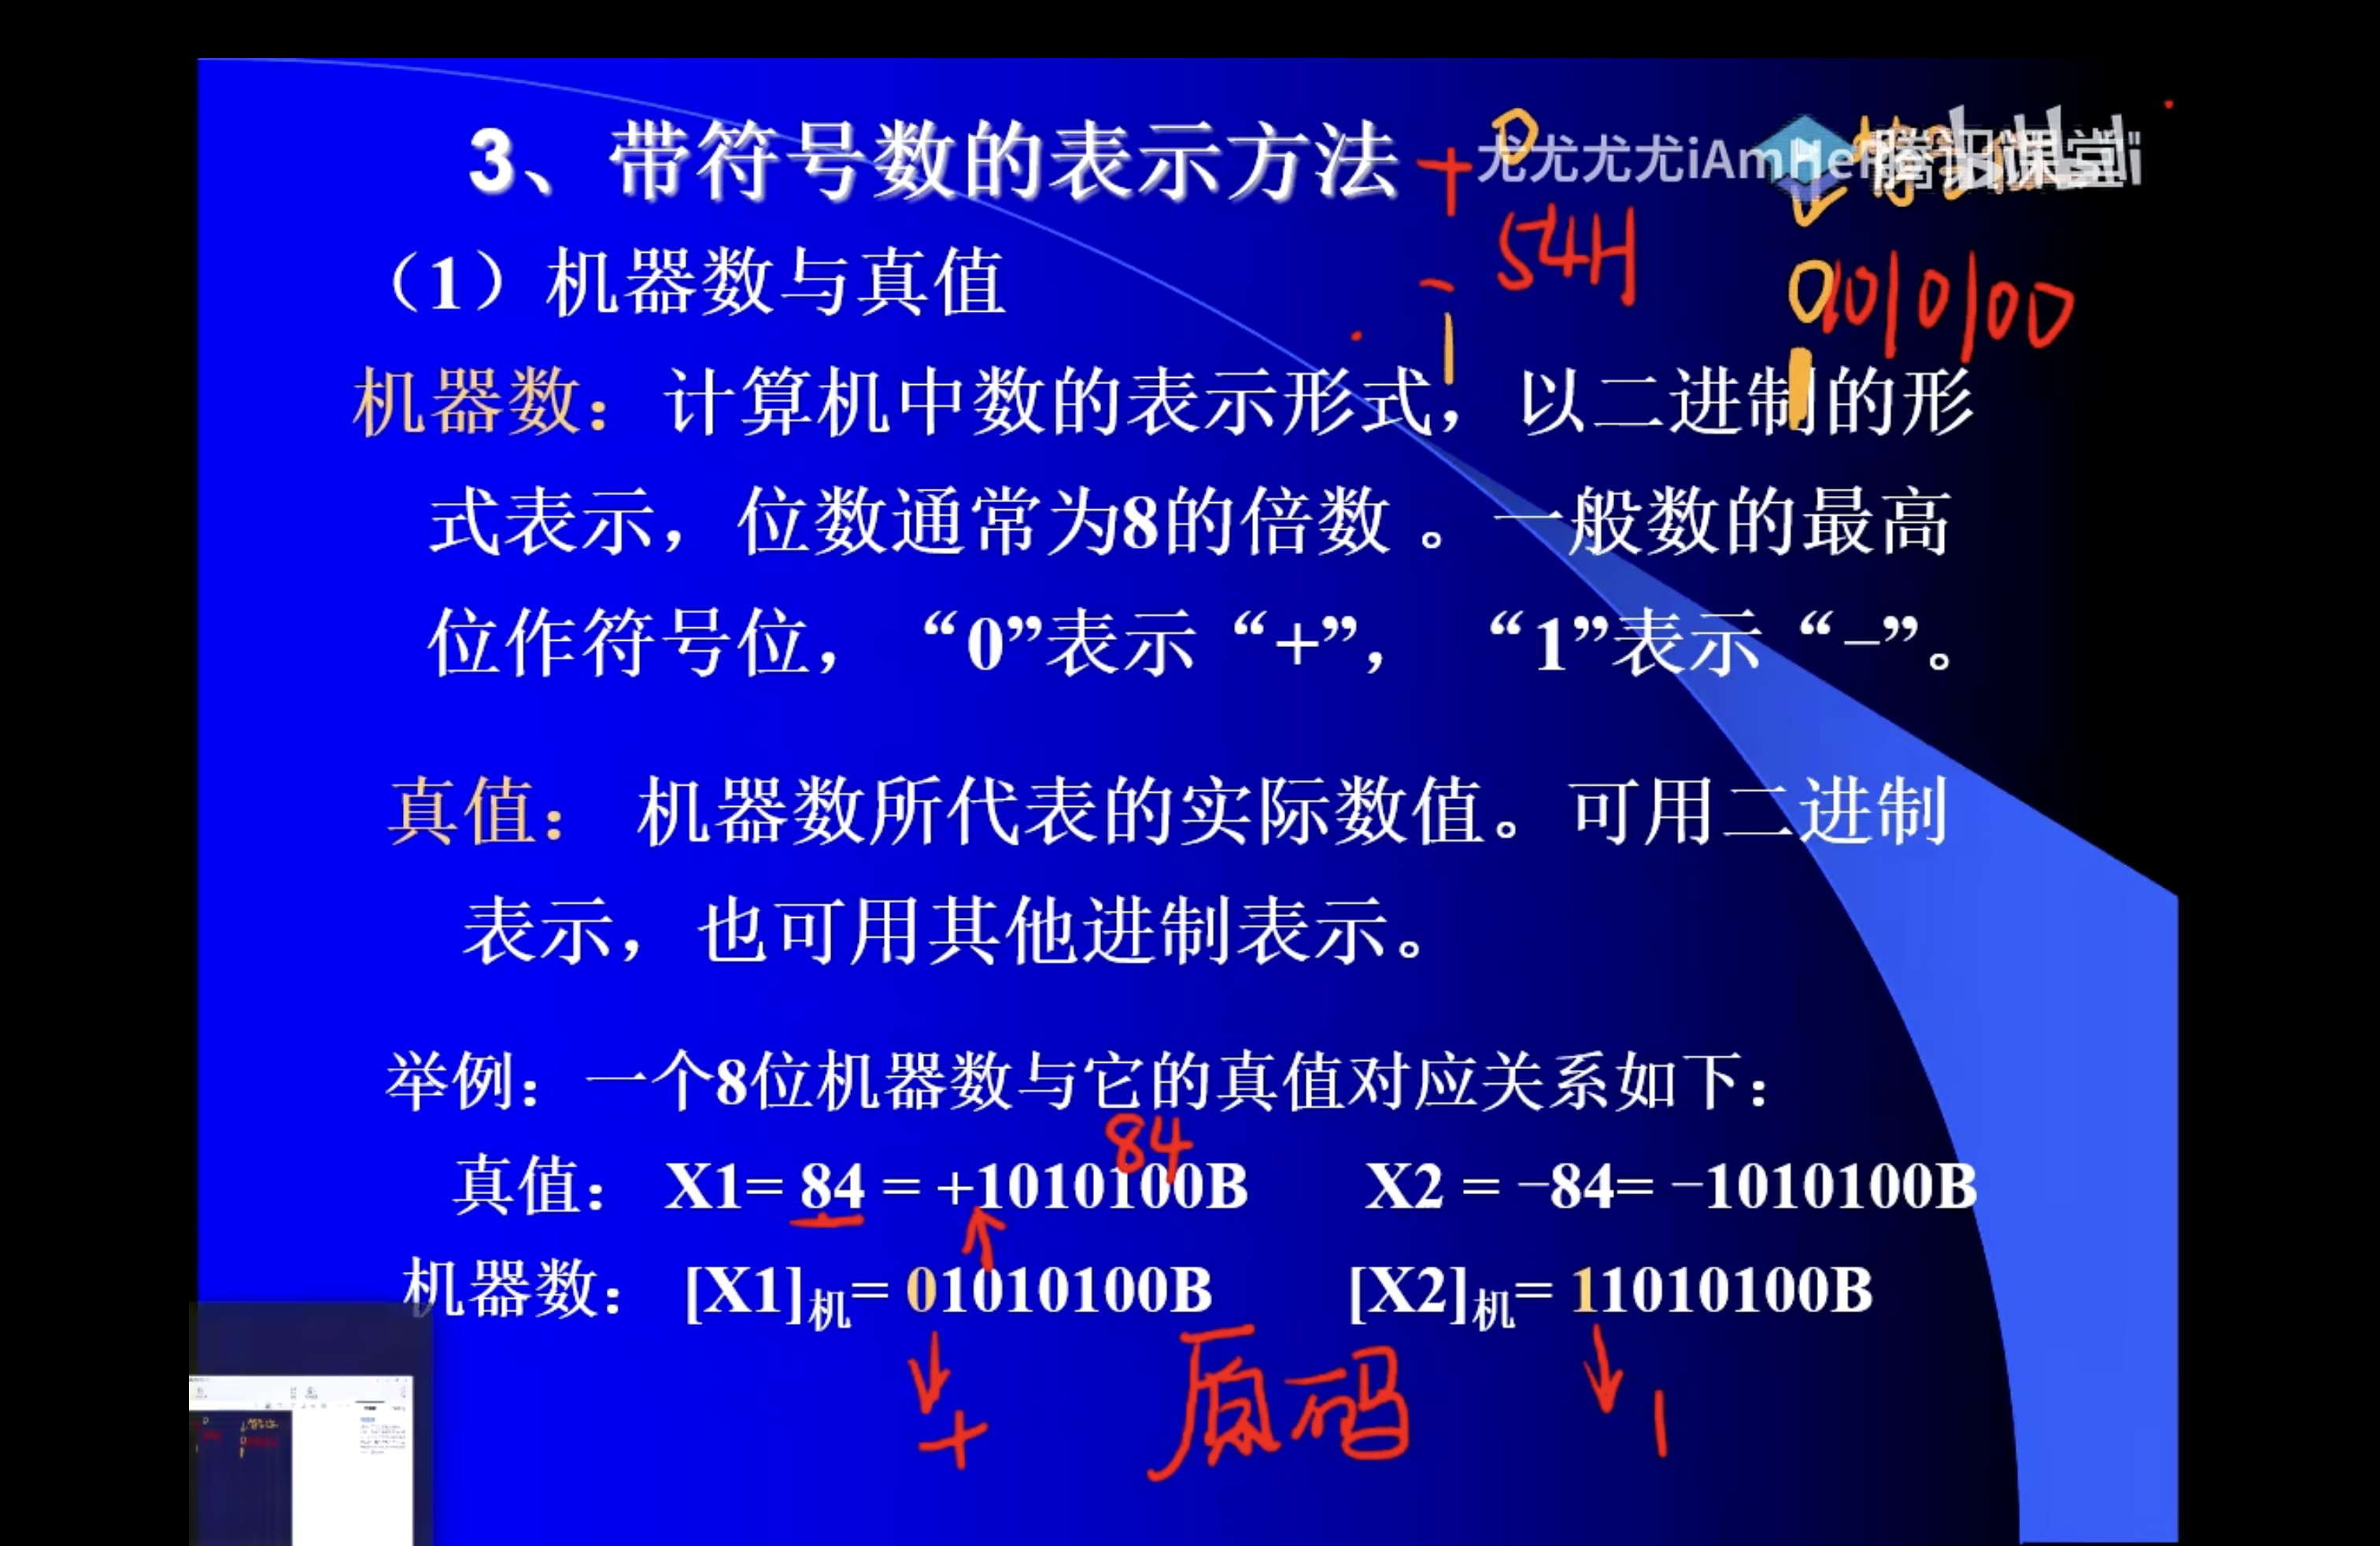 3、带符号数的表示方法
+ 0
尤尤尤尤iAmHe
腾讯课堂
54H
0 1010100
-
1
1
（1）机器数与真值
机器数：计算机中数的表示形式，以二进制的形
式表示，位数通常为8的倍数 。一般数的最高
位作符号位， “0”表示“+”， “1”表示“−”。
真值： 机器数所代表的实际数值。可用二进制
表示，也可用其他进制表示。
举例：一个8位机器数与它的真值对应关系如下：
84
真值： X1= 84 = +1010100B X2 = −84= −1010100B
机器数： [X1]机= 01010100B [X2]机= 11010100B
+ 原码 1